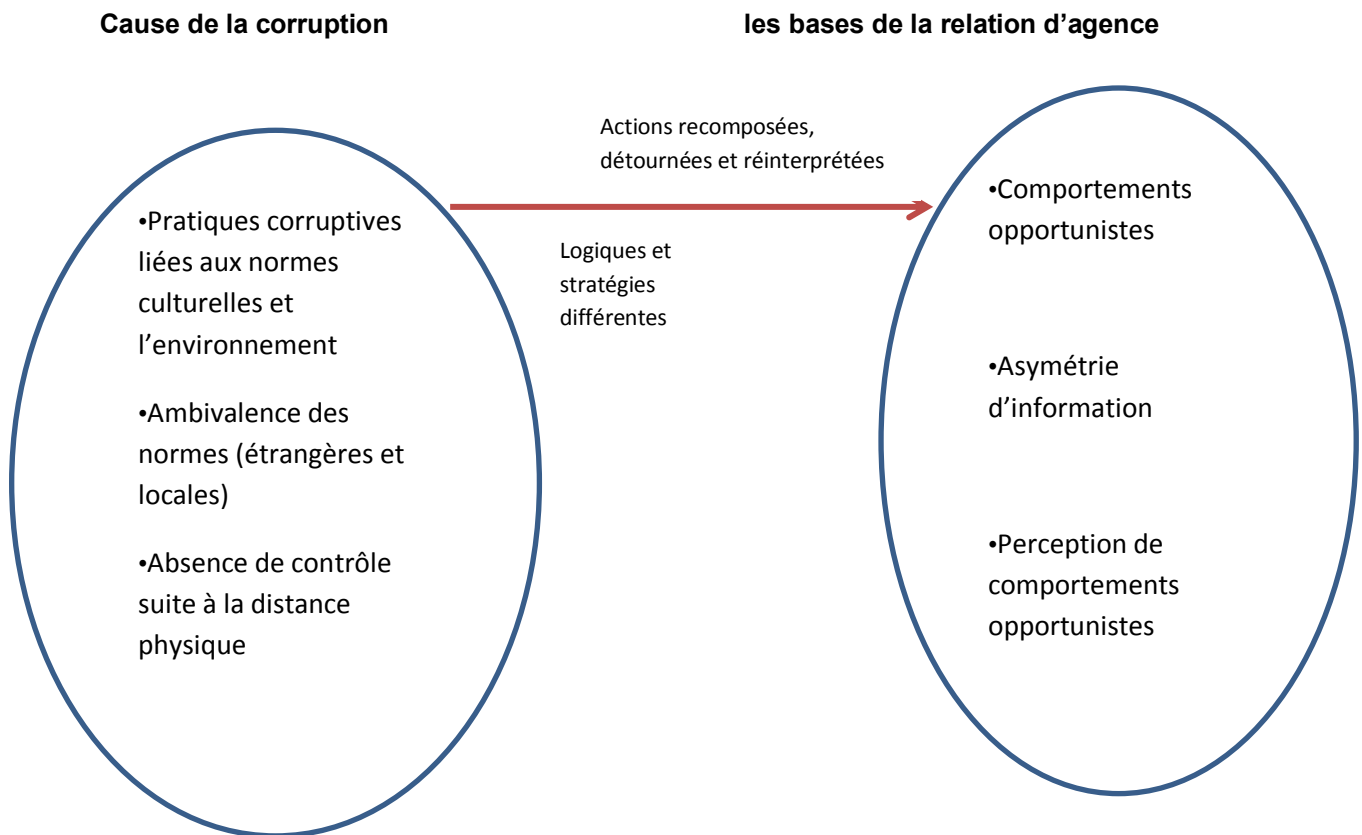 Cause de la corruption
les bases de la relation d’agence
Actions recomposées,
détournées et réinterprétées
Logiques et
stratégies
différentes
•Pratiques corruptives
liées aux normes
culturelles et
l’environnement
•Ambivalence des
normes (étrangères et
locales)
•Absence de contrôle
suite à la distance
physique
•Comportements
opportunistes
•Asymétrie
d’information
•Perception de
comportements
opportunistes